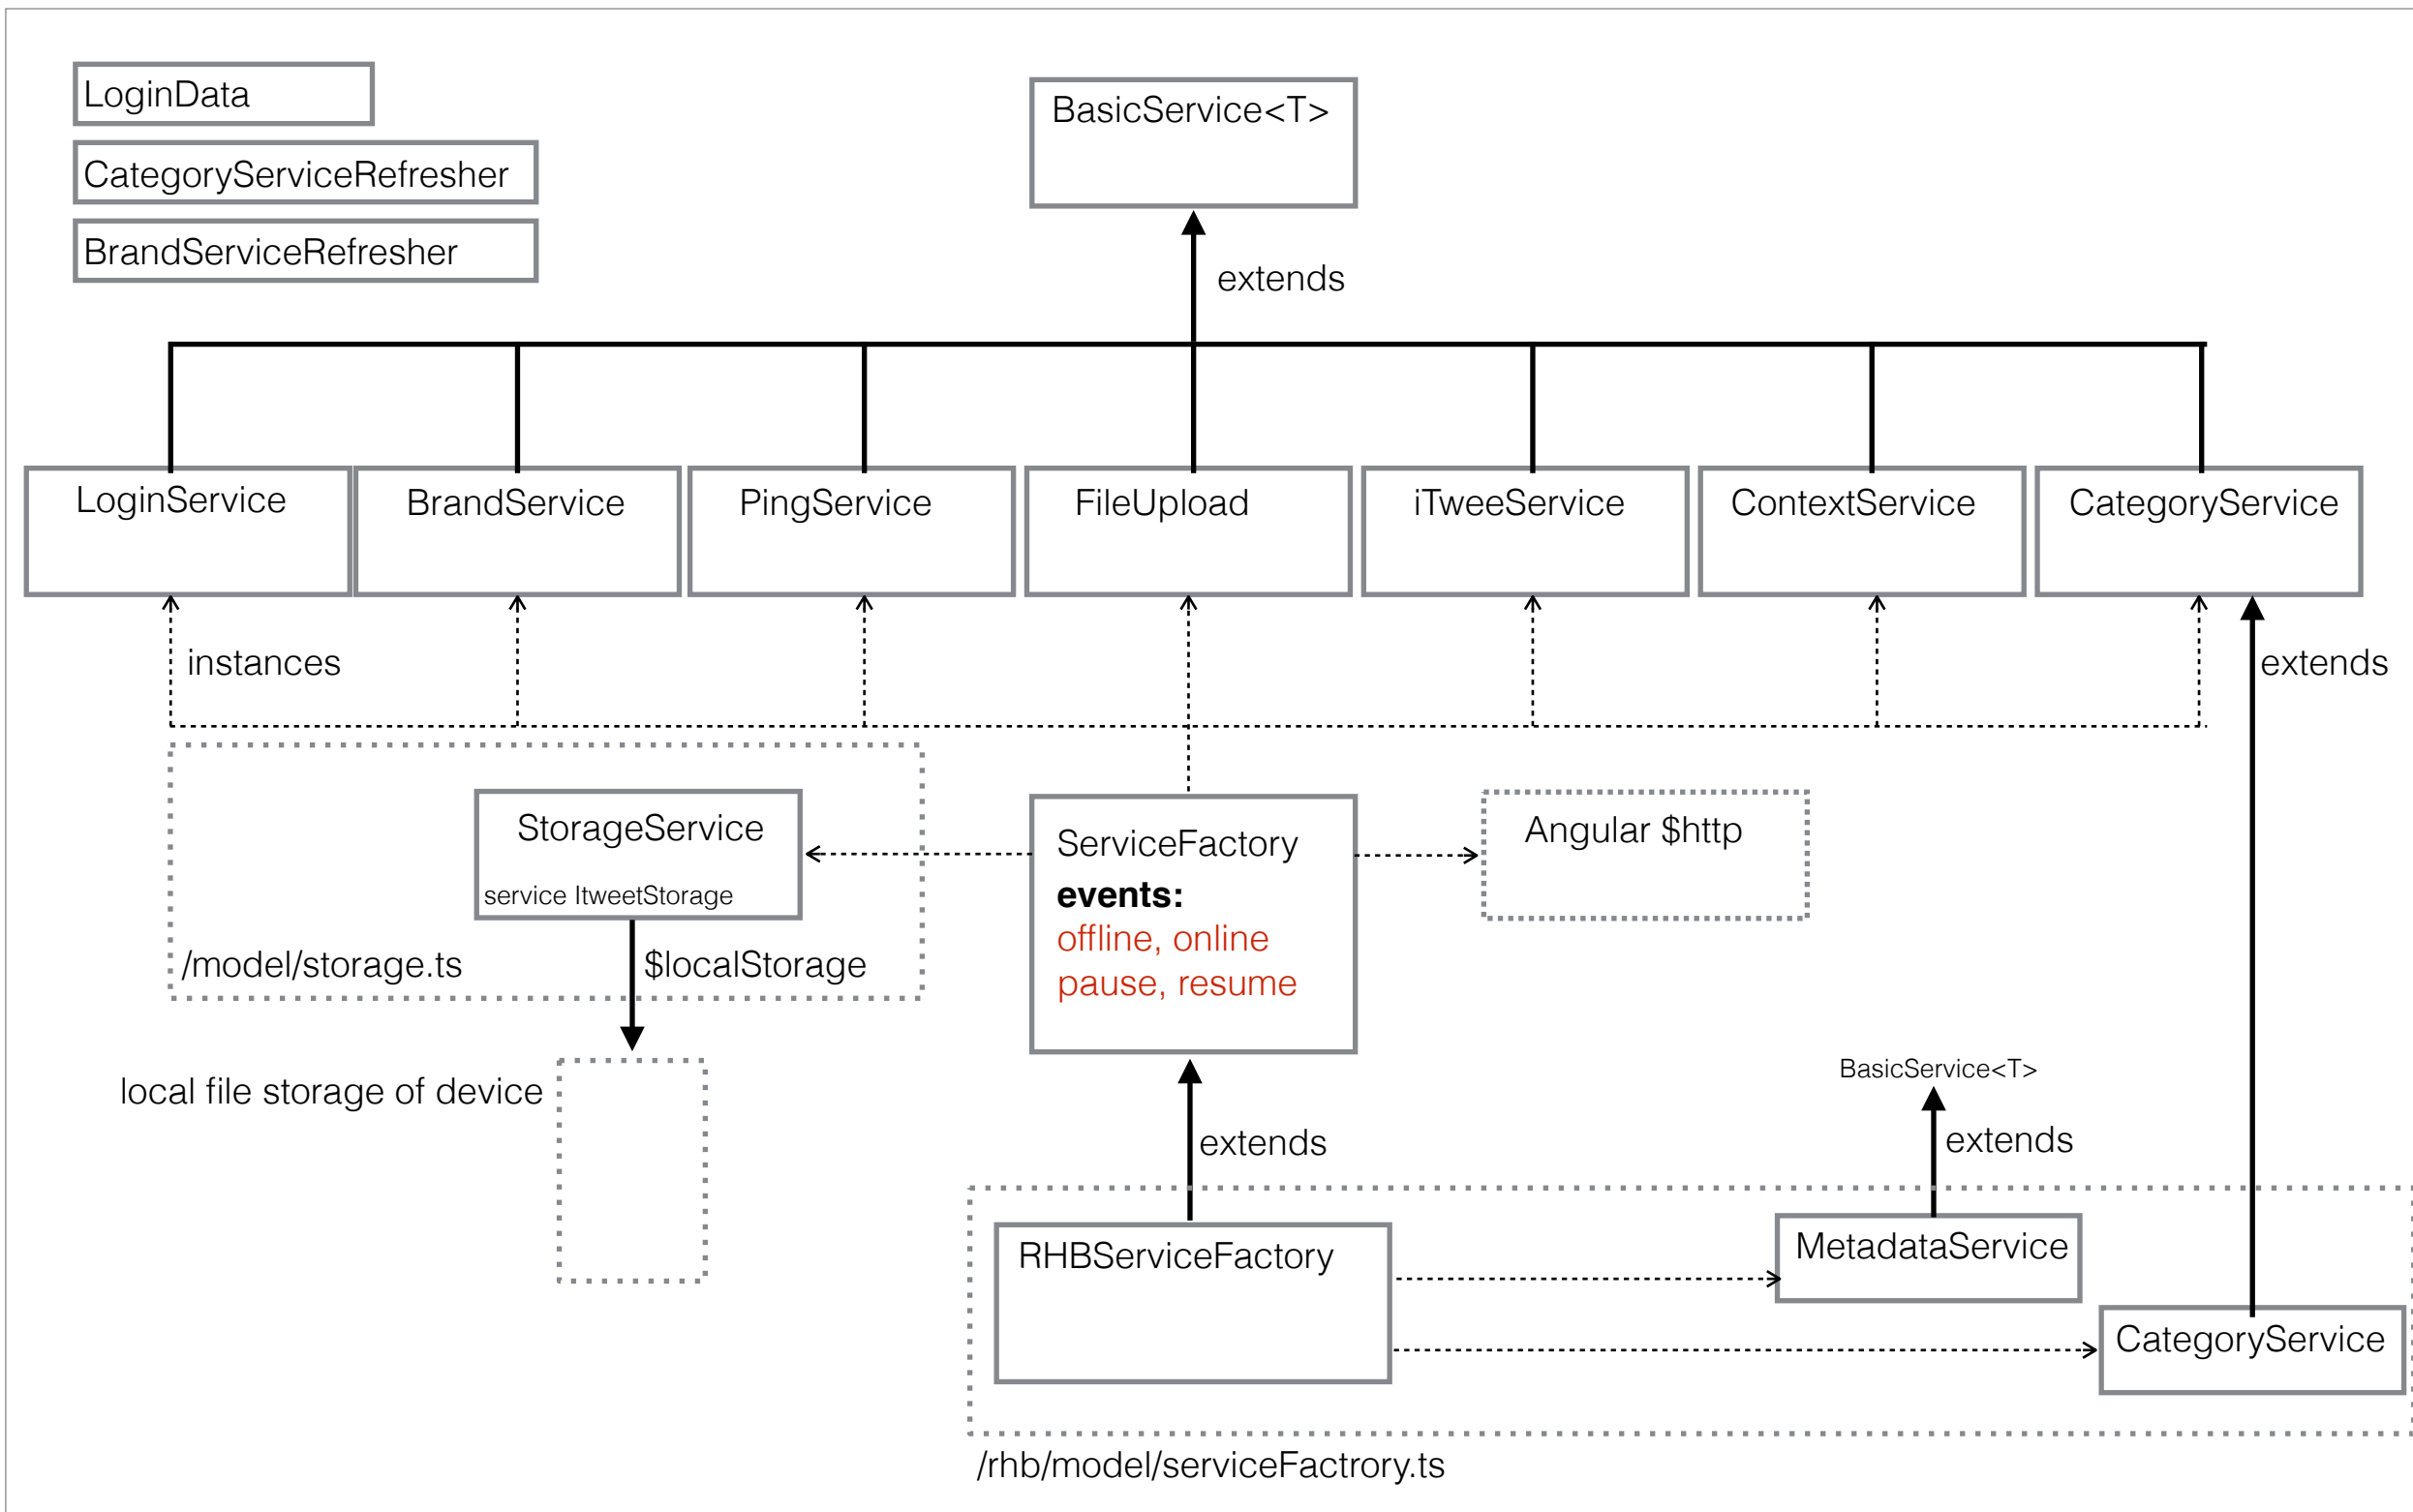 LoginData
CategoryServiceRefresher
BrandServiceRefresher
BasicService<T>
extends
LoginService
BrandService
PingService
FileUpload
iTweeService
ContextService
CategoryService
instances
extends
StorageService
service ItweetStorage
/model/storage.ts
$localStorage
ServiceFactory
events:
offline, online
pause, resume
Angular $http
local file storage of device
extends
BasicService<T>
extends
RHBServiceFactory
MetadataService
CategoryService
/rhb/model/serviceFactrory.ts